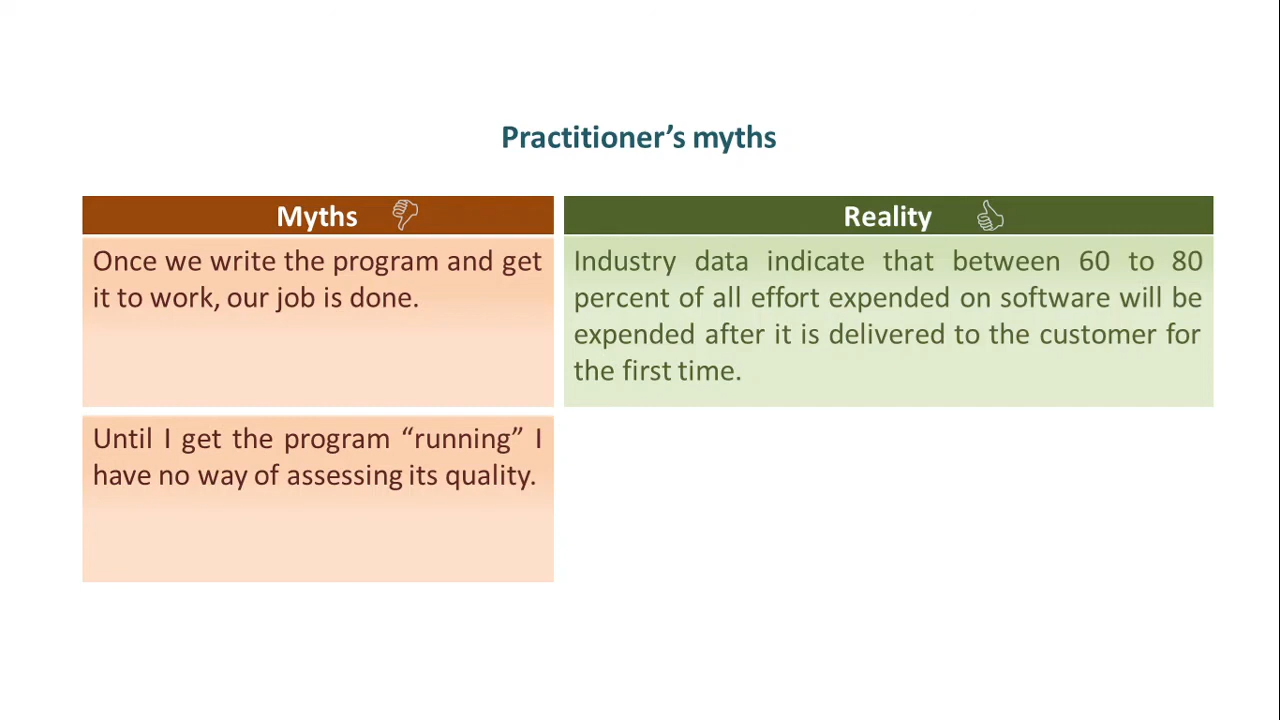 Practitioner’s myths
Myths
Reality
Once we write the program and get
it to work, our job is done.
Industry data indicate that between 60 to 80
percent of all effort expended on software will be
expended after it is delivered to the customer for
the first time.
Until I get the program “running” I
have no way of assessing its quality.